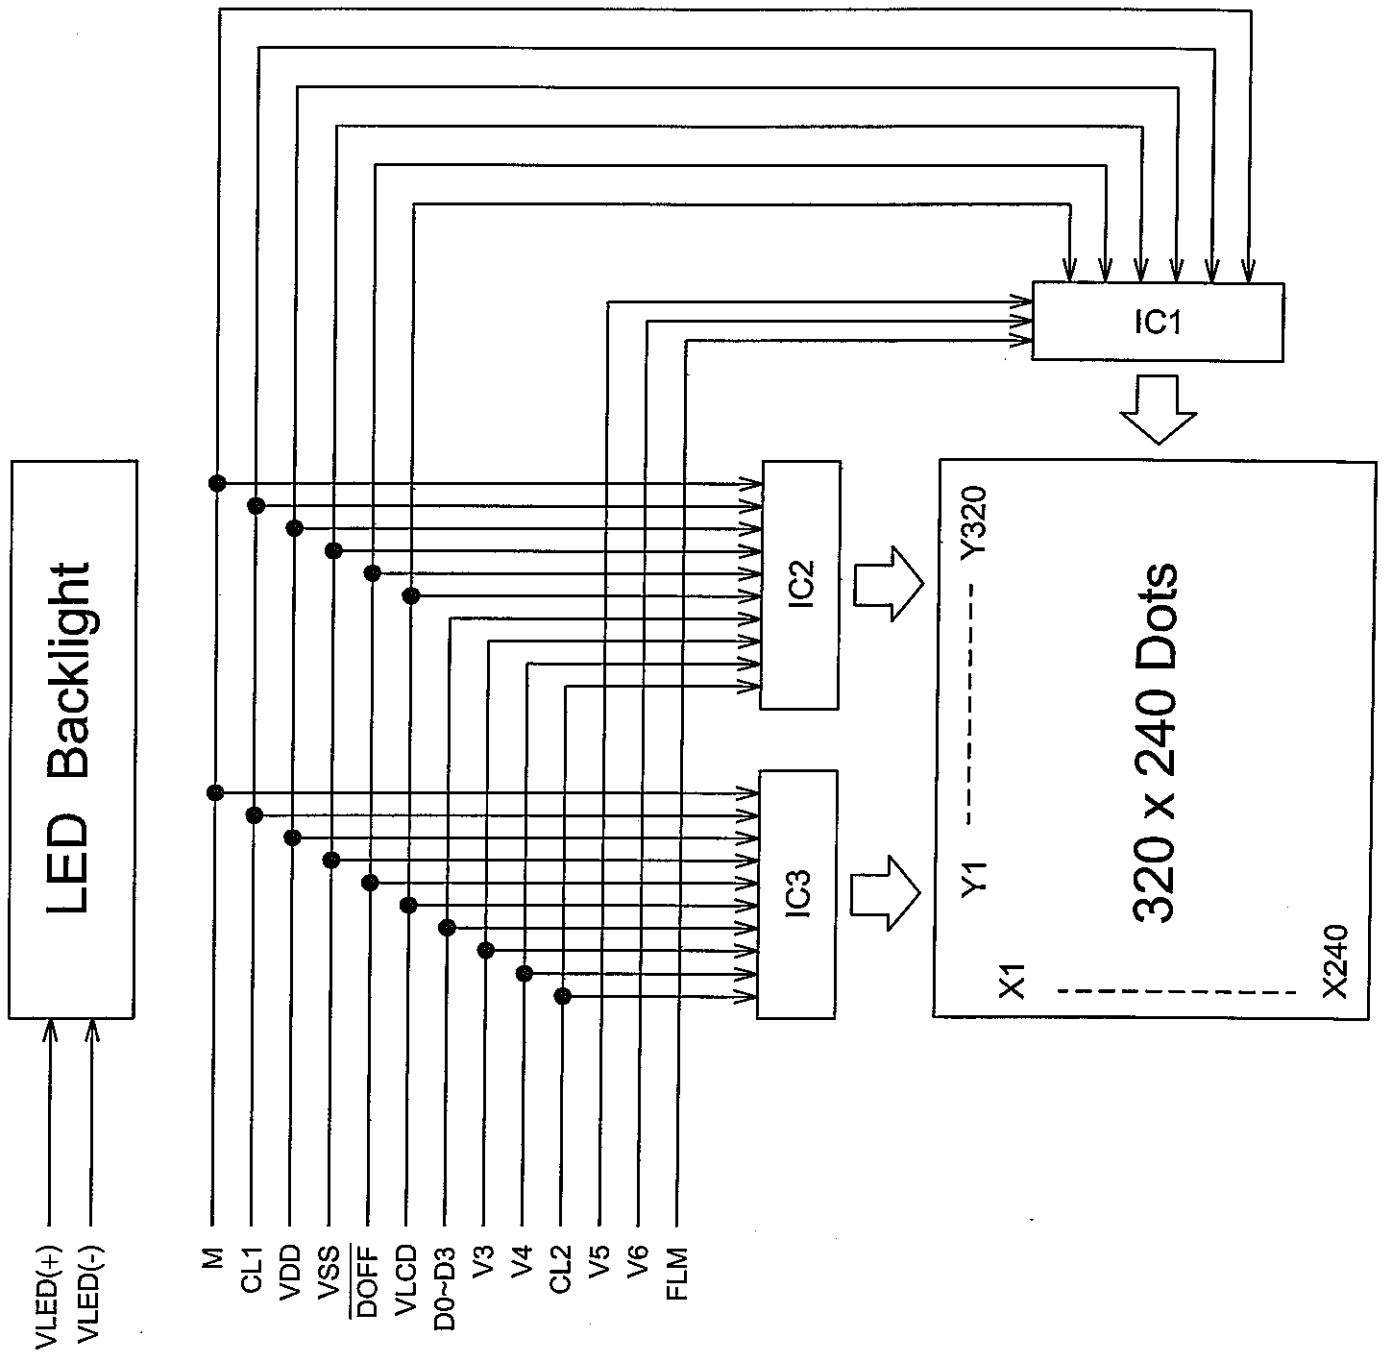 VLED(+)
VLED(-)
LED Backlight
M
CL1
VDD
VSS
DOFF
VLCD
D0~D3
V3
V4
CL2
V5
V6
FLM
IC1
IC2
IC3
Y1
Y320
X1
X240
320 x 240 Dots